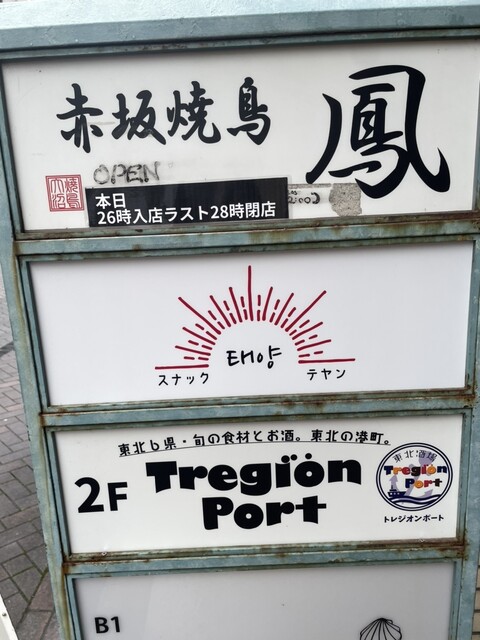 赤坂焼鳥 鳳
OPEN
本日
26時入店ラスト28時閉店
태양
スナック テヤン
東北6県・旬の食材とお酒。東北の港町。
2F Tregion
Port
東北酒場
Tregion
Port
トレジオンポート
B1